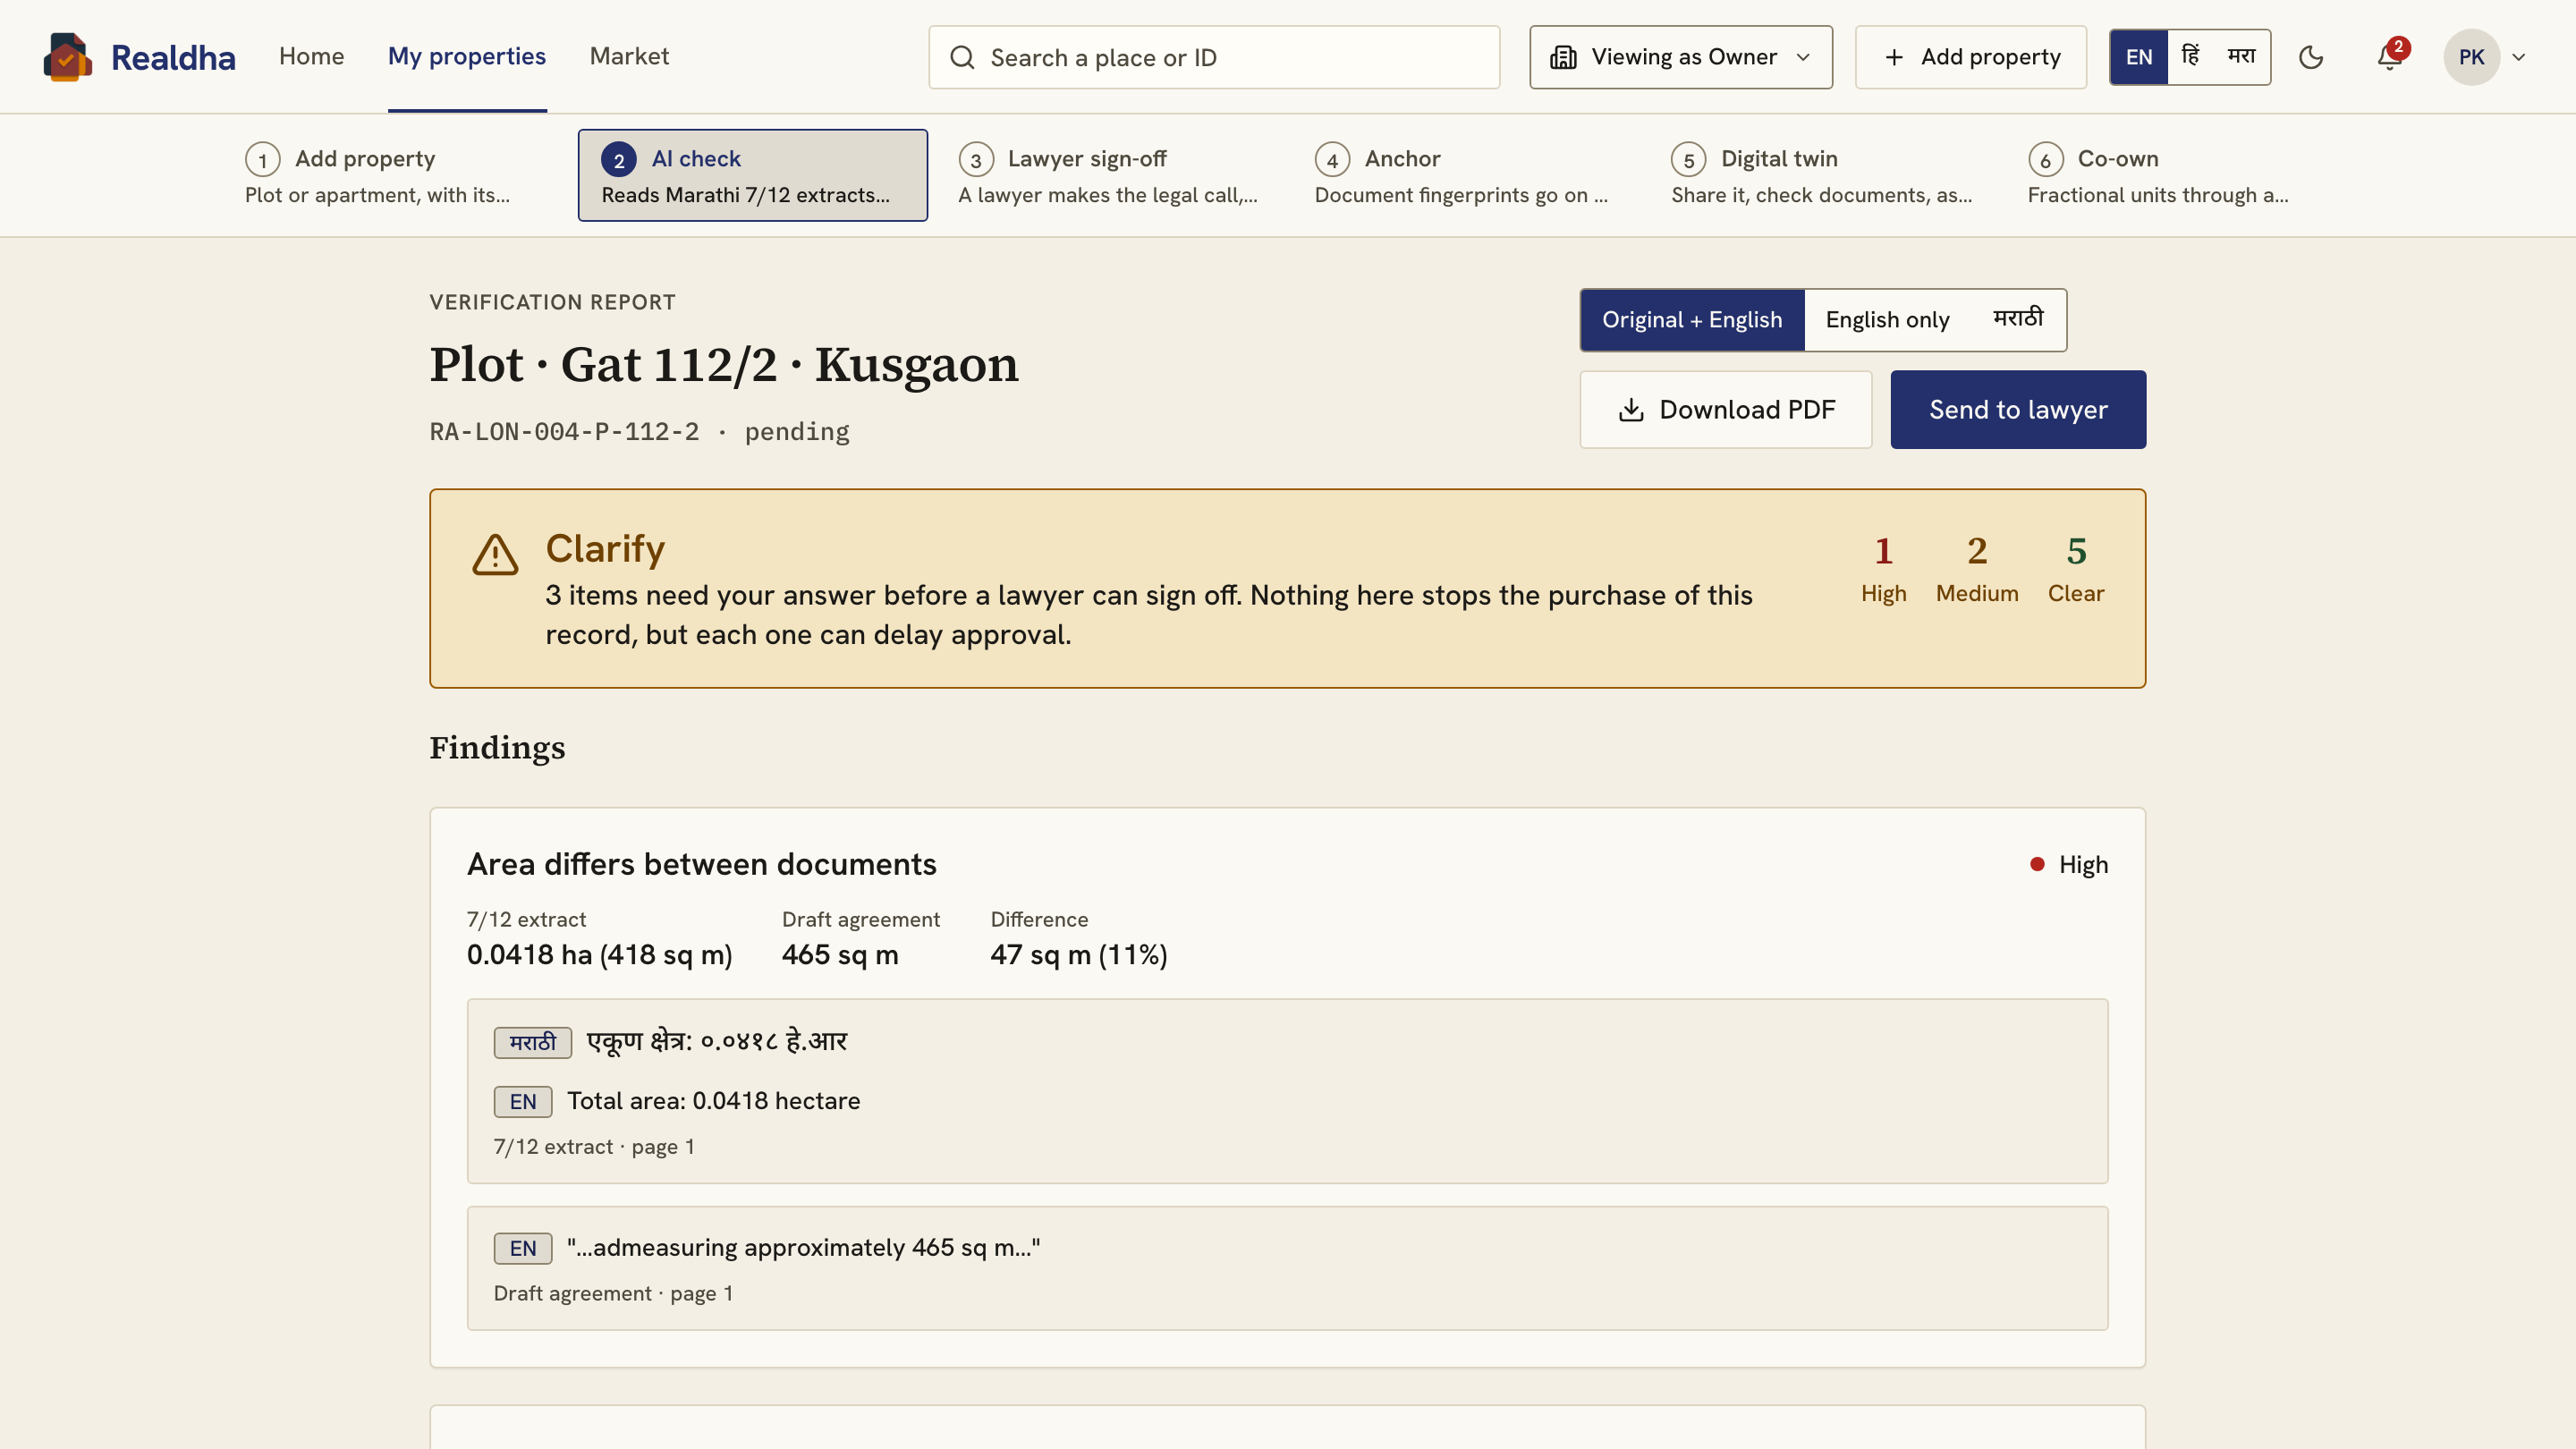 Realdha
Home
My properties
Market
Search a place or ID
Viewing as Owner
Add property
EN
हिं
मरा
2
PK
1 Add property
Plot or apartment, with its...
2 AI check
Reads Marathi 7/12 extracts...
3 Lawyer sign-off
A lawyer makes the legal call,...
4 Anchor
Document fingerprints go on ...
5 Digital twin
Share it, check documents, as...
6 Co-own
Fractional units through a...
VERIFICATION REPORT
Plot · Gat 112/2 · Kusgaon
RA-LON-004-P-112-2 · pending
Original + English
English only
मराठी
Download PDF
Send to lawyer
Clarify
3 items need your answer before a lawyer can sign off. Nothing here stops the purchase of this
record, but each one can delay approval.
1
High
2
Medium
5
Clear
Findings
Area differs between documents
High
7/12 extract
0.0418 ha (418 sq m)
Draft agreement
465 sq m
Difference
47 sq m (11%)
मराठी एकूण क्षेत्र: ०.०४१८ हे.आर
EN Total area: 0.0418 hectare
7/12 extract · page 1
EN "...admeasuring approximately 465 sq m..."
Draft agreement · page 1